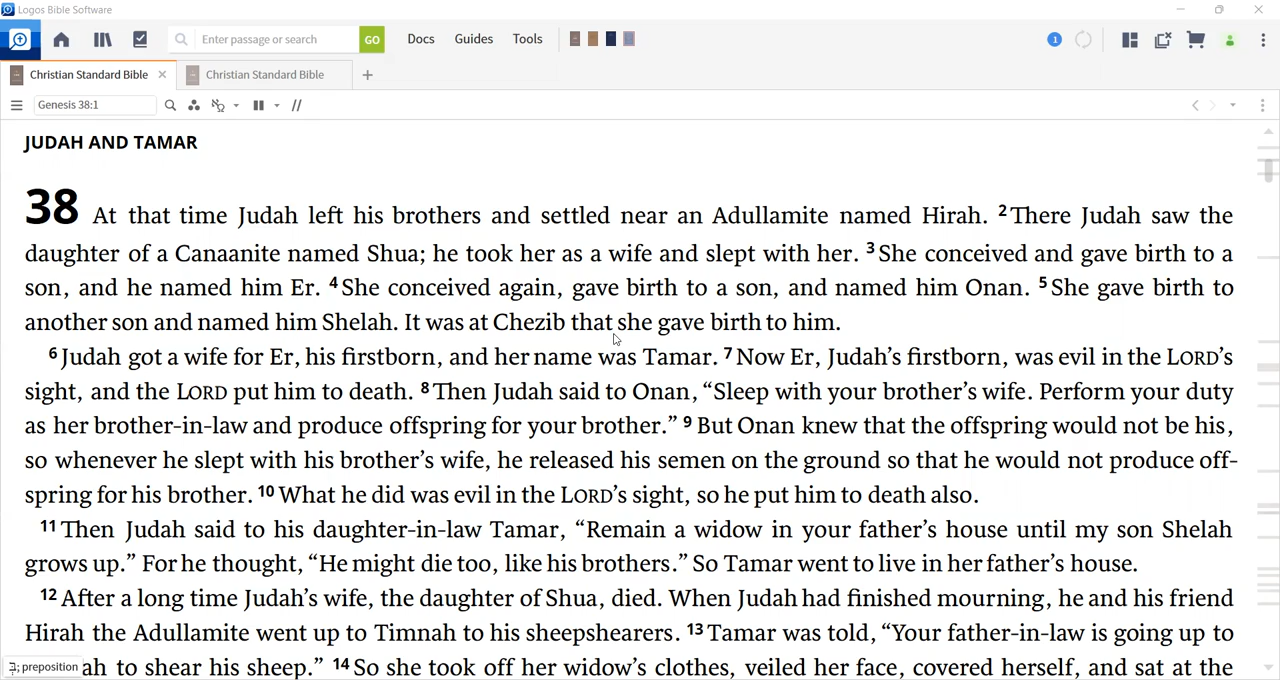 Logos Bible Software
Enter passage or search GO Docs Guides Tools 1
Christian Standard Bible Christian Standard Bible
Genesis 38:1
JUDAH AND TAMAR
38 At that time Judah left his brothers and settled near an Adullamite named Hirah. 2 There Judah saw the
daughter of a Canaanite named Shua; he took her as a wife and slept with her. 3 She conceived and gave birth to a
son, and he named him Er. 4 She conceived again, gave birth to a son, and named him Onan. 5 She gave birth to
another son and named him Shelah. It was at Chezib that she gave birth to him.
6 Judah got a wife for Er, his firstborn, and her name was Tamar. 7 Now Er, Judah’s firstborn, was evil in the LORD’s
sight, and the LORD put him to death. 8 Then Judah said to Onan, “Sleep with your brother’s wife. Perform your duty
as her brother-in-law and produce offspring for your brother.” 9 But Onan knew that the offspring would not be his,
so whenever he slept with his brother’s wife, he released his semen on the ground so that he would not produce off-
spring for his brother. 10 What he did was evil in the LORD’s sight, so he put him to death also.
11 Then Judah said to his daughter-in-law Tamar, “Remain a widow in your father’s house until my son Shelah
grows up.” For he thought, “He might die too, like his brothers.” So Tamar went to live in her father’s house.
12 After a long time Judah’s wife, the daughter of Shua, died. When Judah had finished mourning, he and his friend
Hirah the Adullamite went up to Timnah to his sheepshearers. 13 Tamar was told, “Your father-in-law is going up to
ב; preposition ah to shear his sheep.” 14 So she took off her widow’s clothes, veiled her face, covered herself, and sat at the